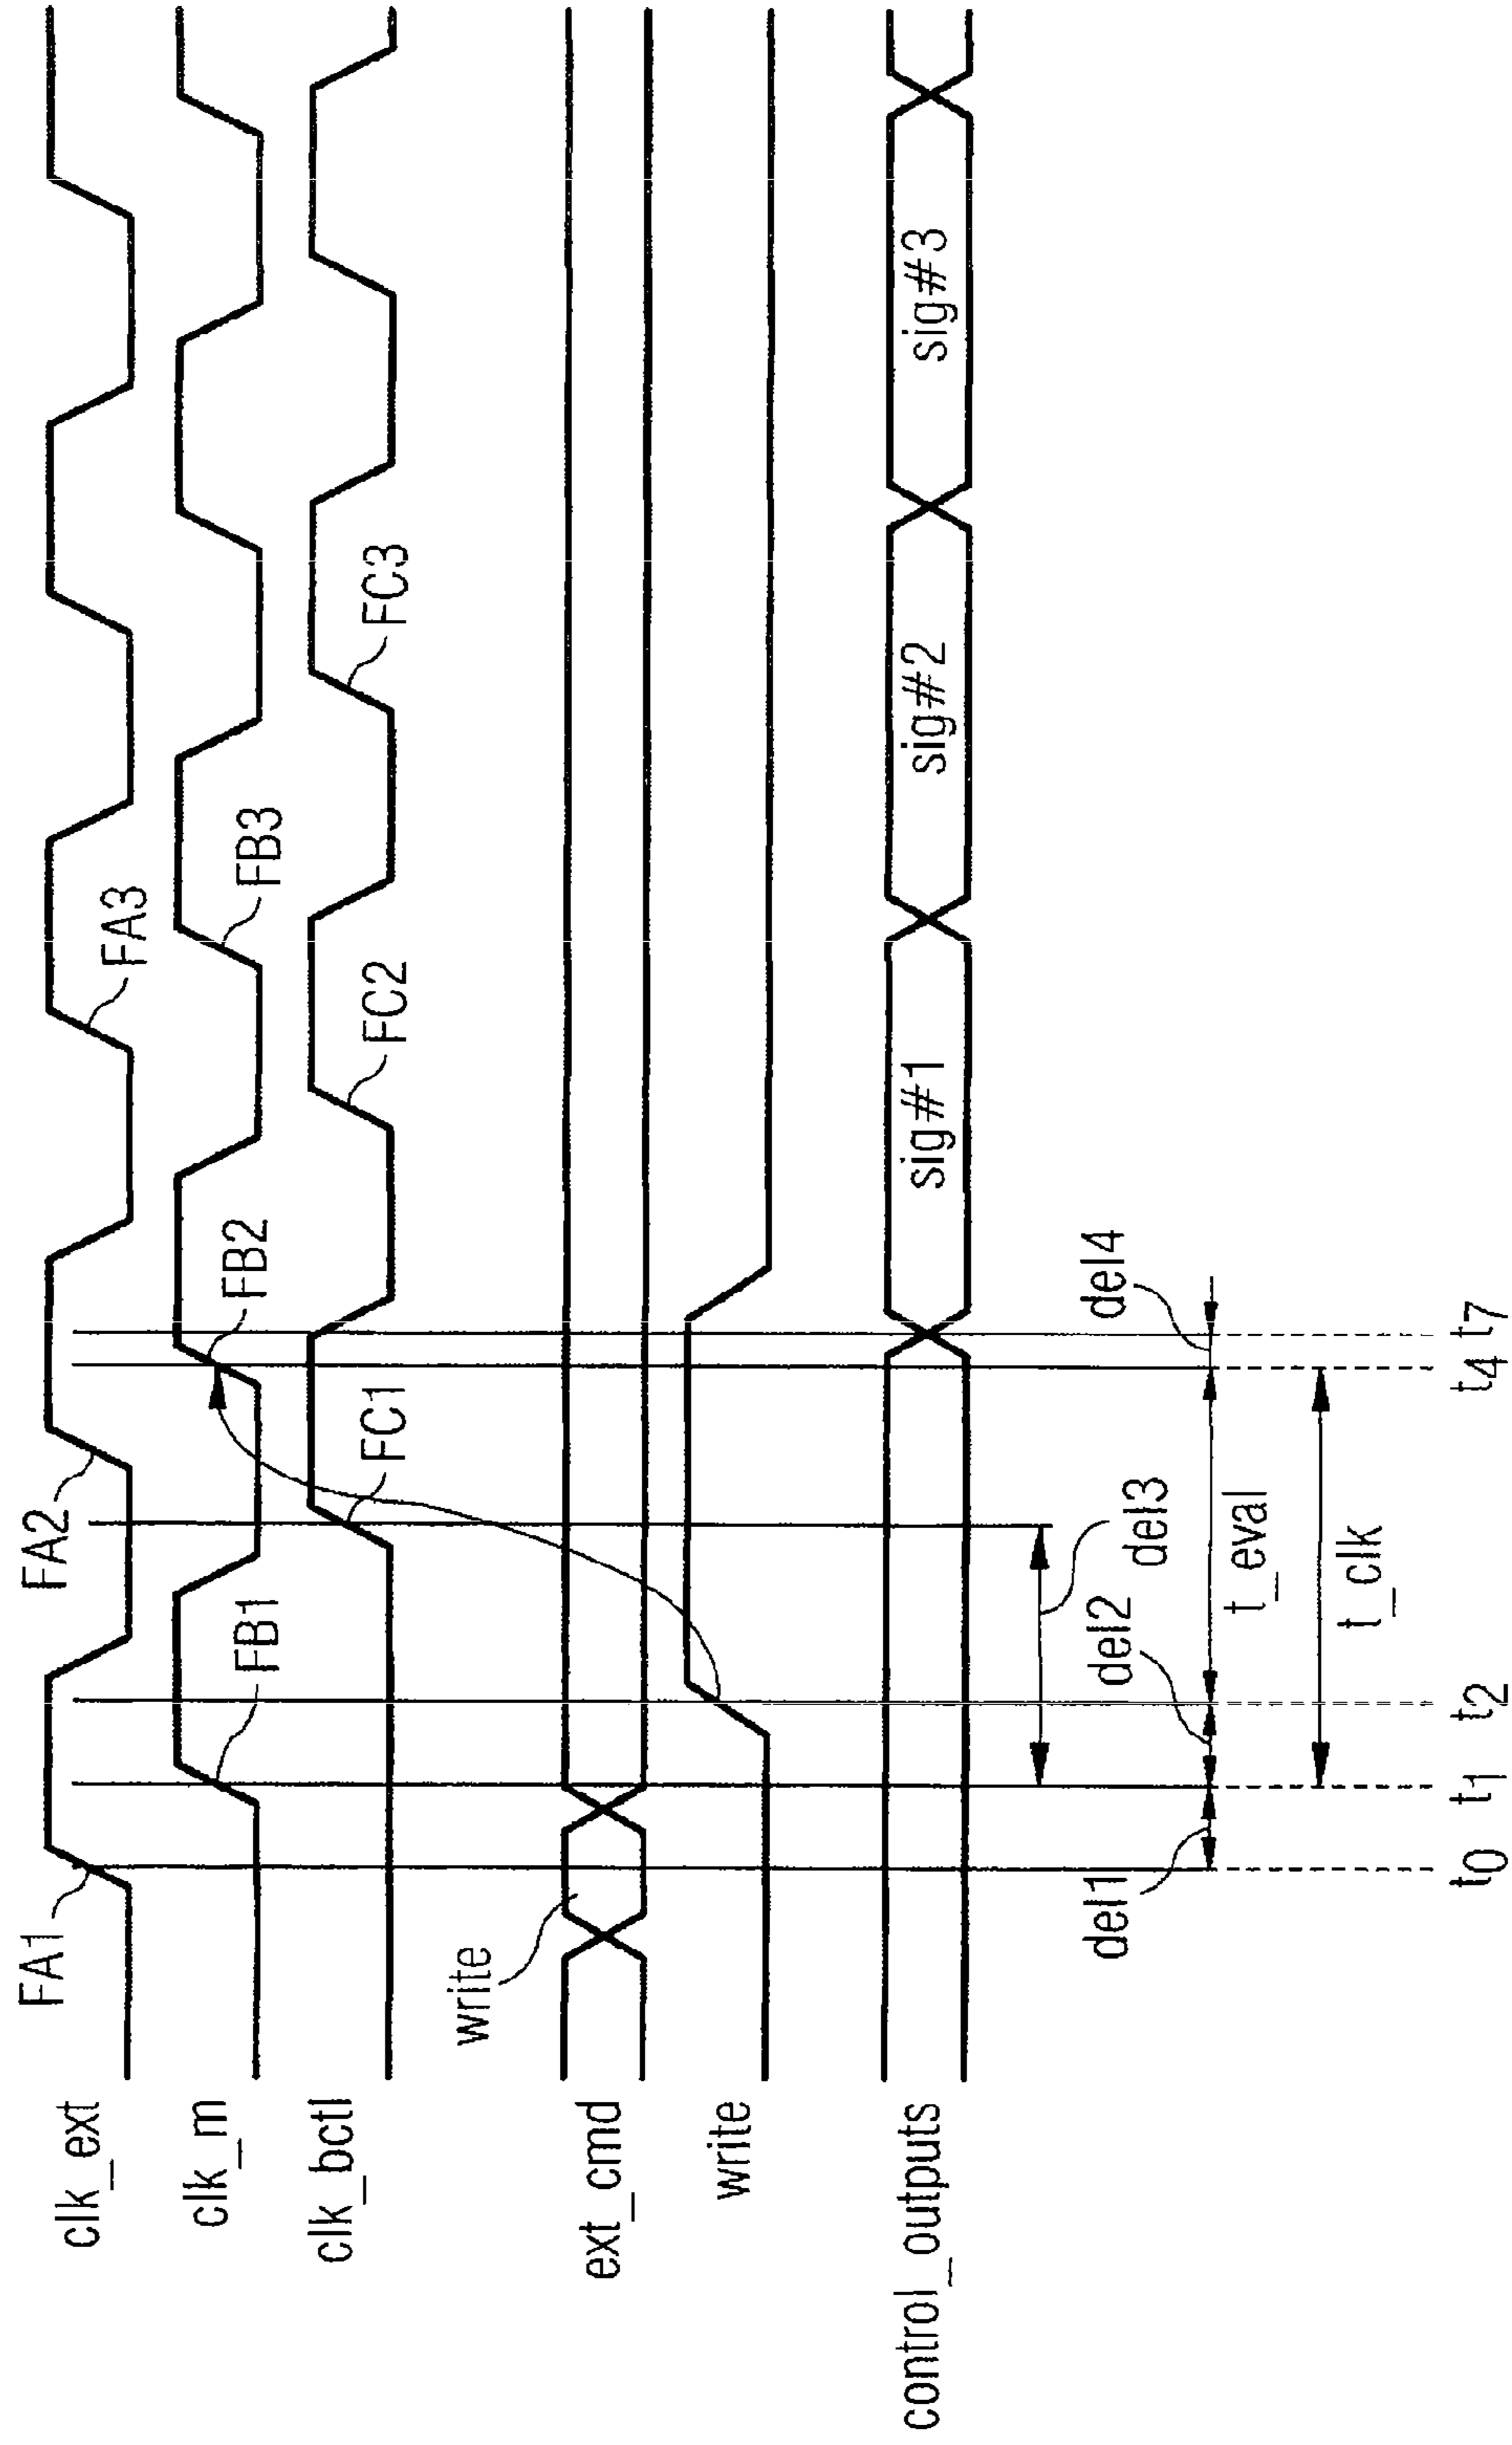 FA1
FA2
FA3
clk_ext
FB1
FB2
FB3
clk_m
FC1
FC2
FC3
clk_bctl
write
ext_cmd
write
control_outputs
sig#1
sig#2
sig#3
del3
del1
del2
del4
t_eval
t_clk
t0
t1
t2
t4
t7